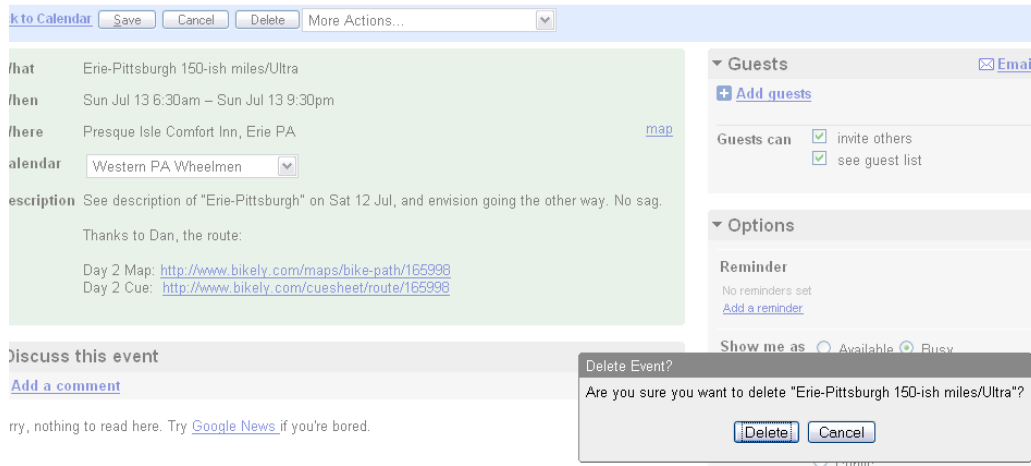 k to Calendar Save Cancel Delete More Actions...
hat Erie-Pittsburgh 150-ish miles/Ultra
hen Sun Jul 13 6:30am – Sun Jul 13 9:30pm
here Presque Isle Comfort Inn, Erie PA map
alendar Western PA Wheelmen
escription See description of "Erie-Pittsburgh" on Sat 12 Jul, and envision going the other way. No sag.
Thanks to Dan, the route:
Day 2 Map: http://www.bikely.com/maps/bike-path/165998
Day 2 Cue: http://www.bikely.com/cuesheet/route/165998
Discuss this event
Add a comment
rry, nothing to read here. Try Google News if you're bored.
Guests Emai
Add guests
Guests can invite others
see guest list
Options
Reminder
No reminders set
Add a reminder
Show me as Available Busy
Delete Event?
Are you sure you want to delete "Erie-Pittsburgh 150-ish miles/Ultra"?
Delete Cancel